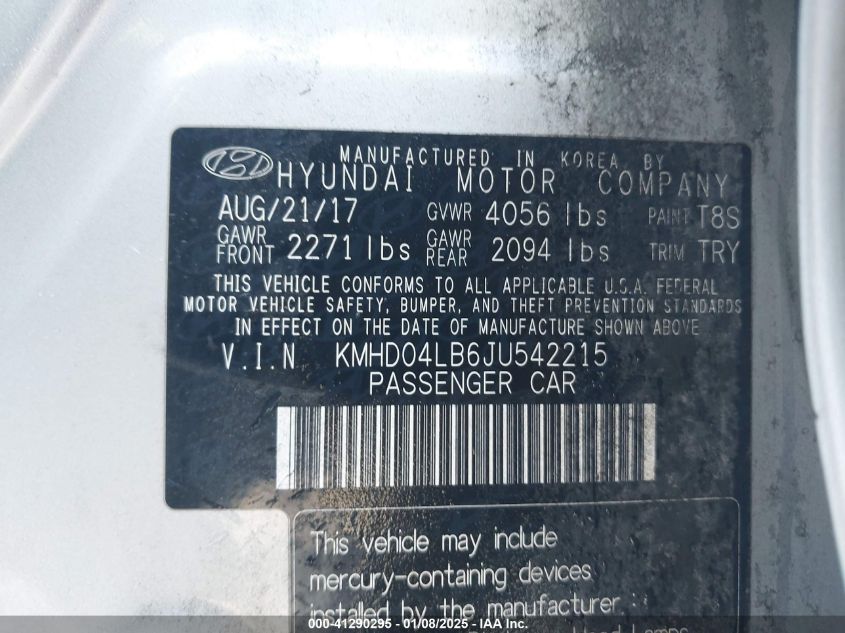 MANUFACTURED IN KOREA BY
HYUNDAI MOTOR COMPANY
AUG/21/17 GVWR 4056 lbs PAINT T8S
GAWR FRONT 2271 lbs GAWR REAR 2094 lbs TRIM TRY
THIS VEHICLE CONFORMS TO ALL APPLICABLE U.S.A. FEDERAL
MOTOR VEHICLE SAFETY, BUMPER, AND THEFT PREVENTION STANDARDS
IN EFFECT ON THE DATE OF MANUFACTURE SHOWN ABOVE
V.I.N KMHD04LB6JU542215
PASSENGER CAR
This vehicle may include
mercury-containing devices
installed by the manufacturer:
Head Lamps
000-41290295 - 01/08/2025 - © IAA Inc.